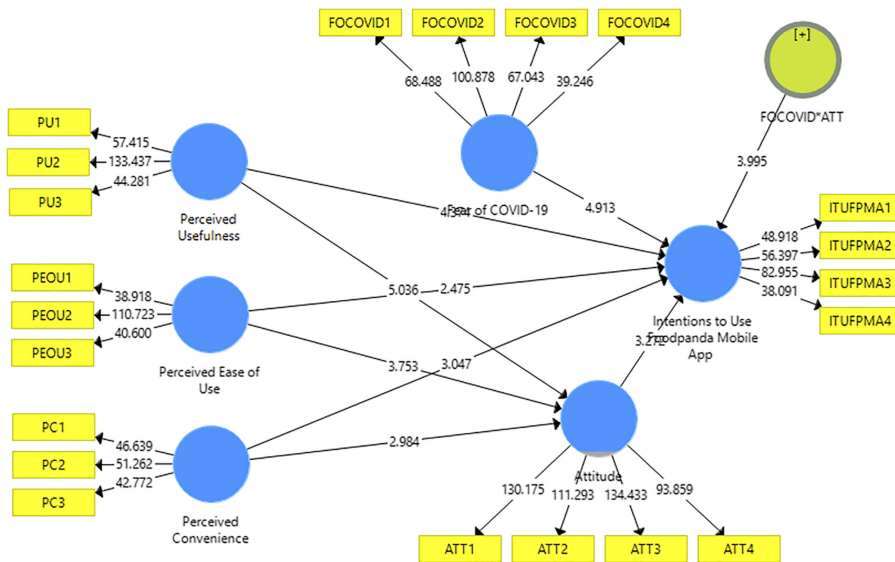 FOCOVID1 FOCOVID2 FOCOVID3 FOCOVID4
[+]
68.488 100.878 67.043 39.246
FOCOVID*ATT
3.995
PU1
PU2
PU3
57.415
133.437
44.281
Perceived
Usefulness
of COVID-19
4.913
ITUFPMA1
ITUFPMA2
ITUFPMA3
ITUFPMA4
48.918
56.397
82.955
38.091
Intentions to Use
Foodpanda Mobile
App
PEOU1
PEOU2
PEOU3
38.918
110.723
40.600
Perceived Ease of
Use
5.036
2.475
3.753
3.047
2.984
PC1
PC2
PC3
46.639
51.262
42.772
Perceived
Convenience
Attitude
130.175 111.293 134.433 93.859
ATT1 ATT2 ATT3 ATT4